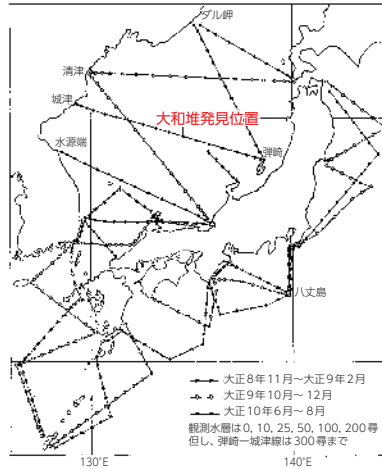 ダル岬
清津
城津
大和堆発見位置
水源端
弾崎
八丈島
大正8年11月〜大正9年2月
大正9年10月〜12月
大正10年6月〜8月
観測水層は0, 10, 25, 50, 100, 200尋
但し、弾崎ー城津線は300尋まで
130°E
140°E